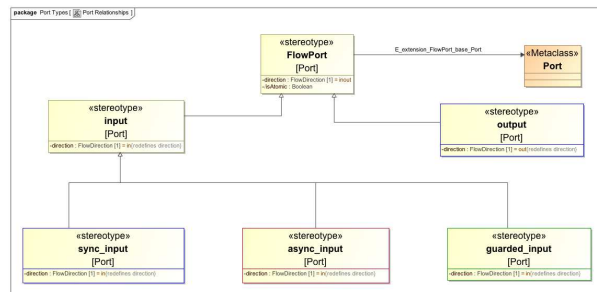 package Port Types [ Port Relationships ]
«stereotype»
FlowPort
[Port]
-direction : FlowDirection [1] = inout
-isAtomic : Boolean
E_extension_FlowPort_base_Port
«Metaclass»
Port
«stereotype»
input
[Port]
-direction : FlowDirection [1] = in(redefines direction)
«stereotype»
output
[Port]
-direction : FlowDirection [1] = out(redefines direction)
«stereotype»
sync_input
[Port]
-direction : FlowDirection [1] = in(redefines direction)
«stereotype»
async_input
[Port]
-direction : FlowDirection [1] = in(redefines direction)
«stereotype»
guarded_input
[Port]
-direction : FlowDirection [1] = in(redefines direction)